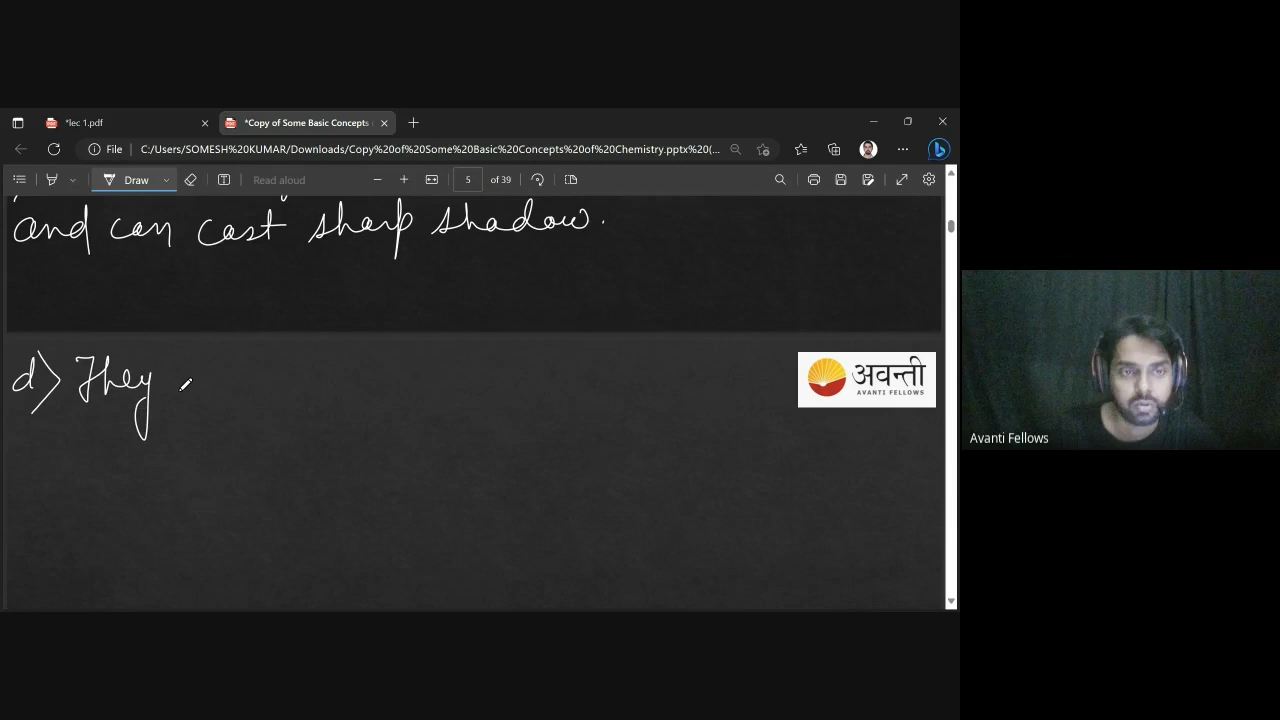 *lec 1.pdf
*Copy of Some Basic Concepts
File
C:/Users/SOMESH%20KUMAR/Downloads/Copy%20of%20Some%20Basic%20Concepts%20of%20Chemistry.pptx%20(...
Draw
Read aloud
5 of 39
and can cast sharp shadow.
d) They
अवन्ती
AVANTI FELLOWS
Avanti Fellows